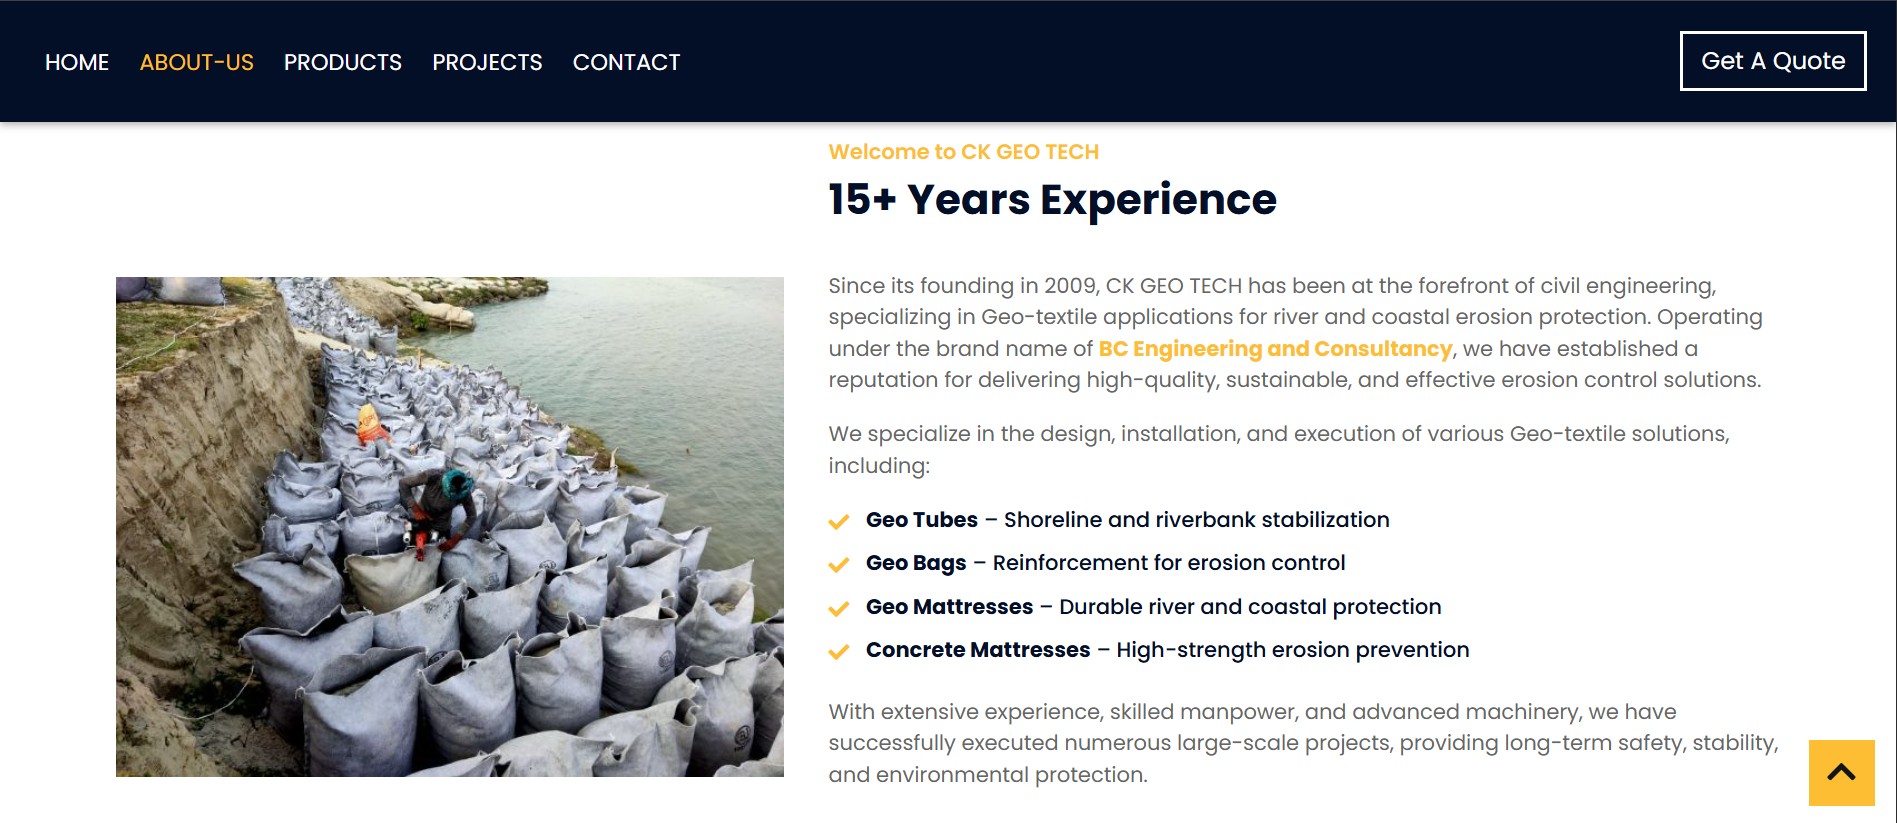 HOME ABOUT-US PRODUCTS PROJECTS CONTACT Get A Quote
Welcome to CK GEO TECH
15+ Years Experience
Since its founding in 2009, CK GEO TECH has been at the forefront of civil engineering,
specializing in Geo-textile applications for river and coastal erosion protection. Operating
under the brand name of BC Engineering and Consultancy, we have established a
reputation for delivering high-quality, sustainable, and effective erosion control solutions.
We specialize in the design, installation, and execution of various Geo-textile solutions,
including:
Geo Tubes – Shoreline and riverbank stabilization
Geo Bags – Reinforcement for erosion control
Geo Mattresses – Durable river and coastal protection
Concrete Mattresses – High-strength erosion prevention
With extensive experience, skilled manpower, and advanced machinery, we have
successfully executed numerous large-scale projects, providing long-term safety, stability,
and environmental protection.